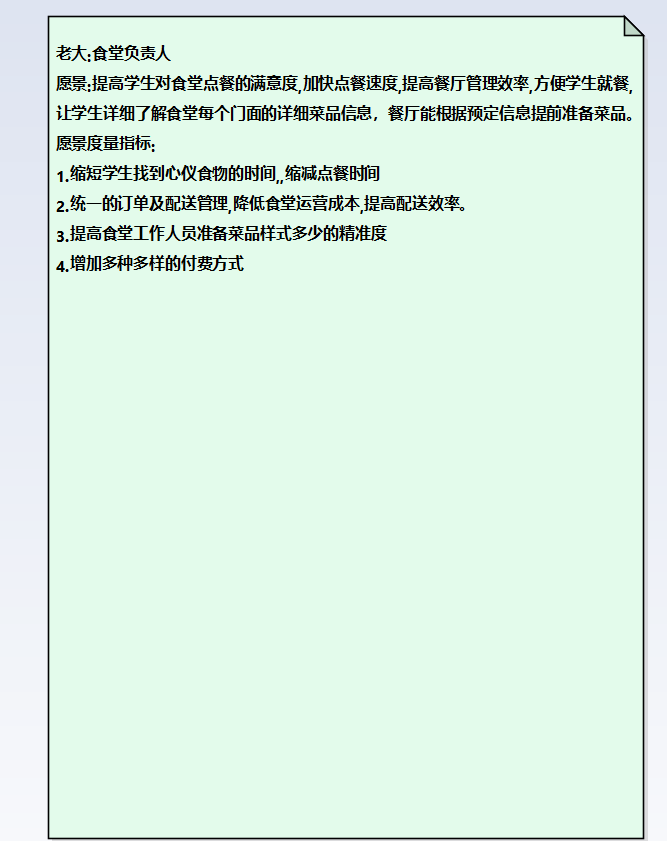 老大:食堂负责人
愿景:提高学生对食堂点餐的满意度,加快点餐速度,提高餐厅管理效率,方便学生就餐,
让学生详细了解食堂每个门面的详细菜品信息，餐厅能根据预定信息提前准备菜品。
愿景度量指标:
1.缩短学生找到心仪食物的时间,,缩减点餐时间
2.统一的订单及配送管理,降低食堂运营成本,提高配送效率。
3.提高食堂工作人员准备菜品样式多少的精准度
4.增加多种多样的付费方式